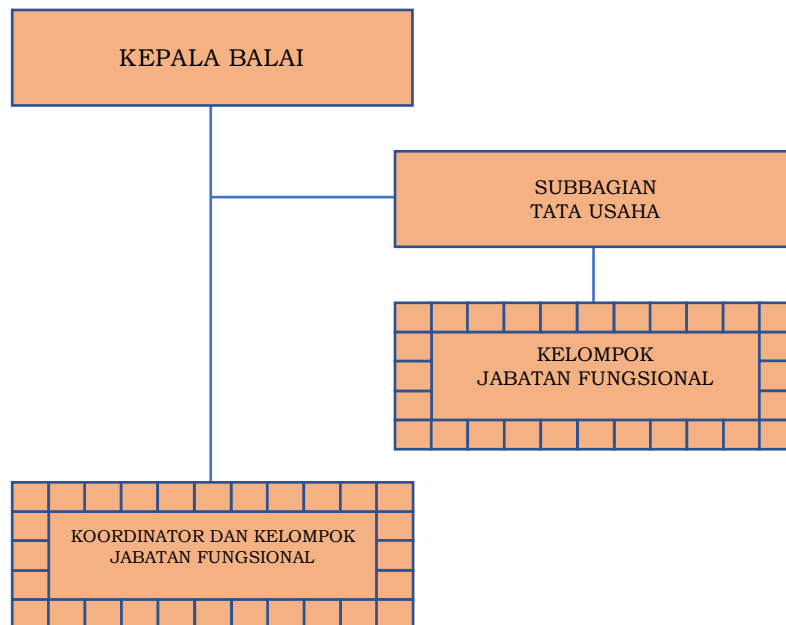 KEPALA BALAI
SUBBAGIAN
TATA USAHA
KELOMPOK
JABATAN FUNGSIONAL
KOORDINATOR DAN KELOMPOK
JABATAN FUNGSIONAL